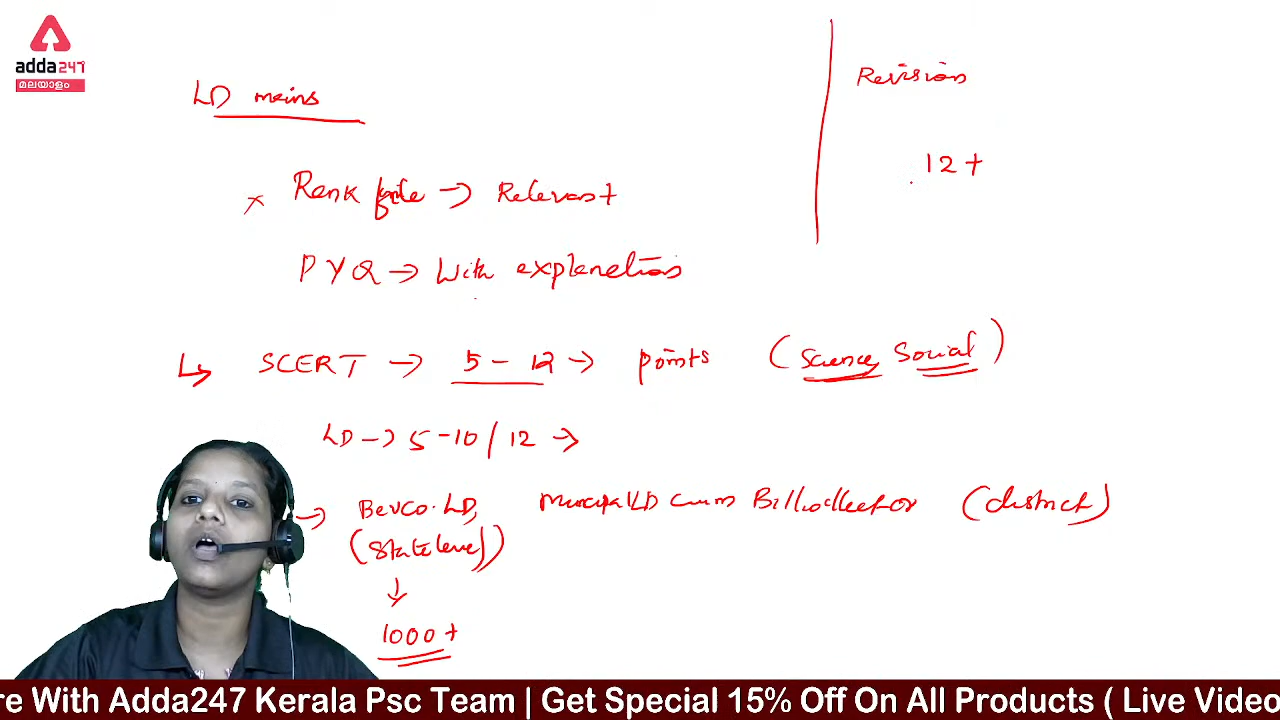 adda247
മലയാളം
LD mains
Revision
12+
x Rank file → Relevant
PYQ → With explanation
↳ SCERT → 5 - 12 → points (Science, Social)
LD → 5-10/12 →
→ Bevco. LD, LD cum Bill collector (district)
(State level)
↓
1000+
re With Adda247 Kerala Psc Team | Get Special 15% Off On All Products ( Live Video